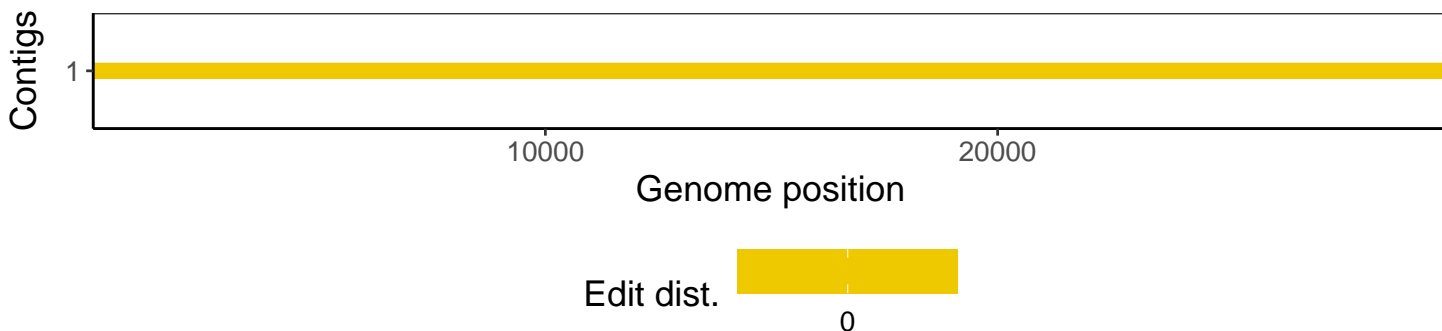 Contigs
1
10000 20000
Genome position
Edit dist.
0